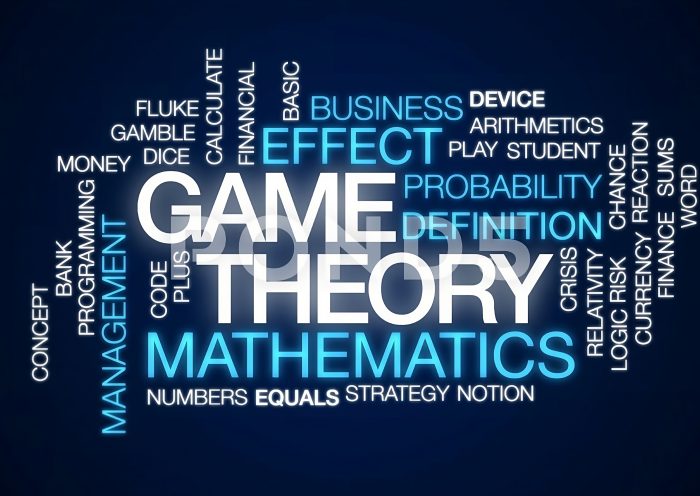 FLUKE
GAMBLE
DICE
MONEY
CALCULATE
FINANCIAL
BASIC
BUSINESS
DEVICE
EFFECT
ARITHMETICS
PLAY STUDENT
GAME
THEORY
PROBABILITY
DEFINITION
MATHEMATICS
NUMBERS EQUALS STRATEGY NOTION
CONCEPT
BANK
PROGRAMMING
MANAGEMENT
CODE
PLUS
CRISIS
RELATIVITY
LOGIC RISK
CHANCE
CURRENCY REACTION
FINANCE SUMS
WORD
POND5